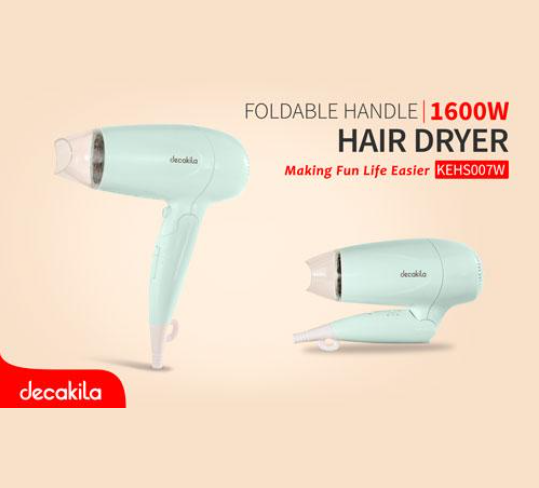 FOLDABLE HANDLE | 1600W
HAIR DRYER
Making Fun Life Easier KEHS007W
decakila
decakila
decakila